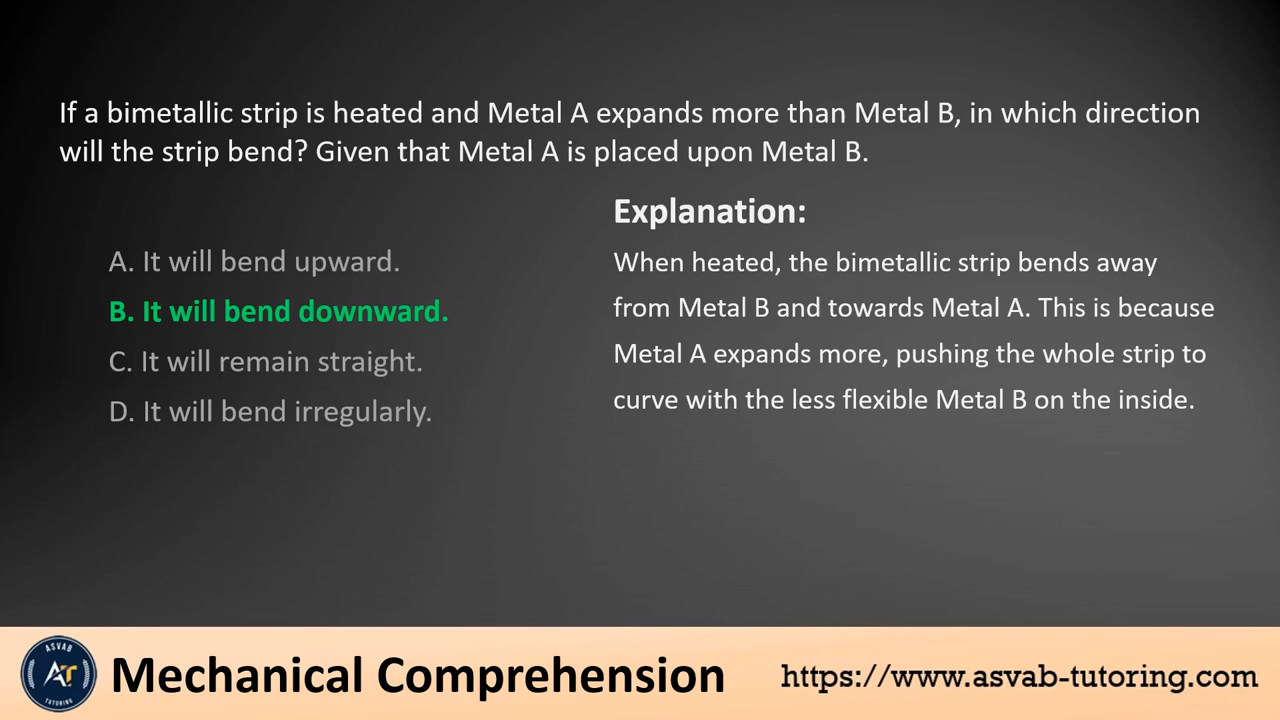 If a bimetallic strip is heated and Metal A expands more than Metal B, in which direction
will the strip bend? Given that Metal A is placed upon Metal B.
A. It will bend upward.
B. It will bend downward.
C. It will remain straight.
D. It will bend irregularly.
Explanation:
When heated, the bimetallic strip bends away
from Metal B and towards Metal A. This is because
Metal A expands more, pushing the whole strip to
curve with the less flexible Metal B on the inside.
ASVAB
AT
TUTORING
Mechanical Comprehension
https://www.asvab-tutoring.com